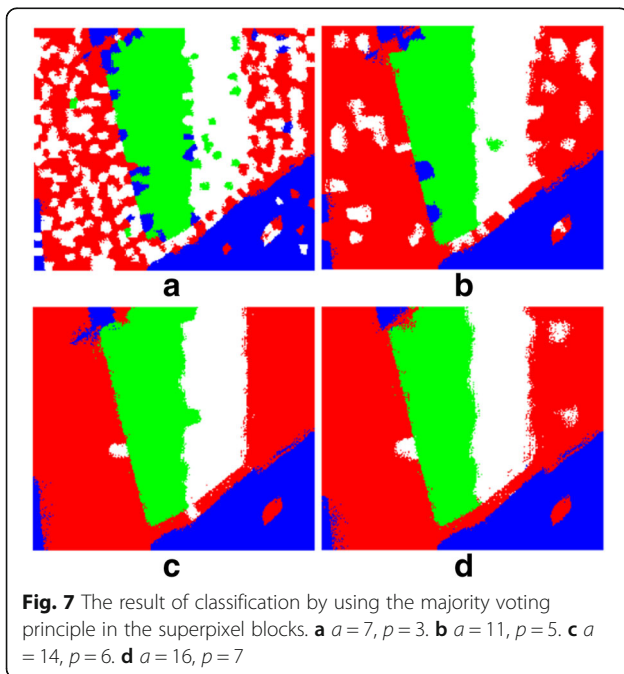 a b
c d
Fig. 7 The result of classification by using the majority voting
principle in the superpixel blocks. a a = 7, p = 3. b a = 11, p = 5. c a
= 14, p = 6. d a = 16, p = 7